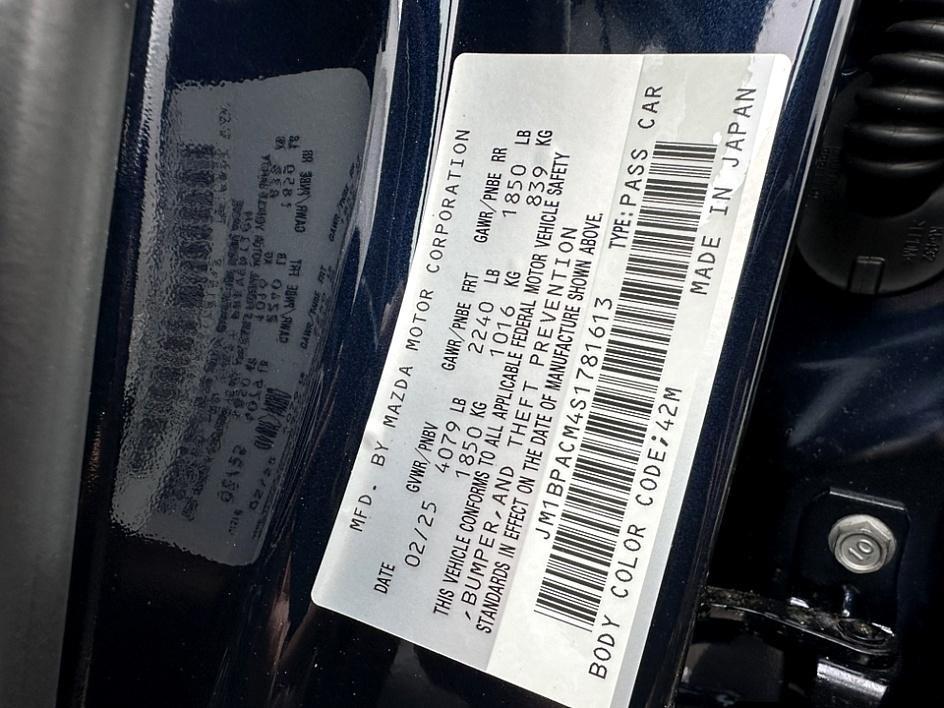 MFD. BY MAZDA MOTOR CORPORATION
DATE GVWR/PNBV GAWR/PNBE FRT GAWR/PNBE RR
02/25 4079 LB 2240 LB 1850 LB
1850 KG 1016 KG 839 KG
THIS VEHICLE CONFORMS TO ALL APPLICABLE FEDERAL MOTOR VEHICLE SAFETY
,BUMPER,AND THEFT PREVENTION
STANDARDS IN EFFECT ON THE DATE OF MANUFACTURE SHOWN ABOVE.
JM1BPACM4S1781613 TYPE:PASS CAR
BODY COLOR CODE;42M MADE IN JAPAN
10